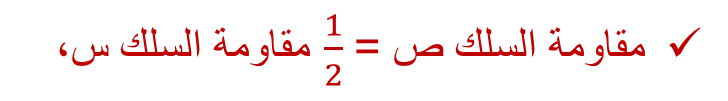 ✓ مقاومة السلك ص = 1/2 مقاومة السلك س،